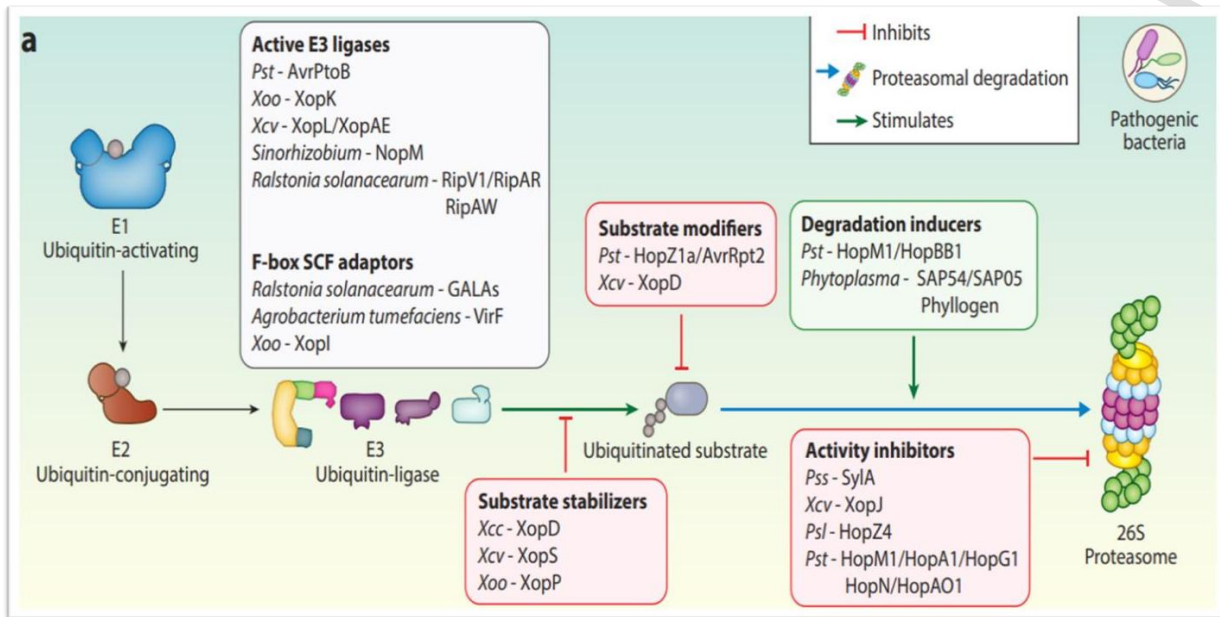 a
Active E3 ligases
Pst - AvrPtoB
Xoo - XopK
Xcv - XopL/XopAE
Sinorhizobium - NopM
Ralstonia solanacearum - RipV1/RipAR
RipAW
F-box SCF adaptors
Ralstonia solanacearum - GALAs
Agrobacterium tumefaciens - VirF
Xoo - XopI
Inhibits
Proteasomal degradation
Stimulates
Pathogenic
bacteria
E1
Ubiquitin-activating
Substrate modifiers
Pst - HopZ1a/AvrRpt2
Xcv - XopD
Degradation inducers
Pst - HopM1/HopBB1
Phytoplasma - SAP54/SAP05
Phyllogen
E2
Ubiquitin-conjugating
E3
Ubiquitin-ligase
Ubiquitinated substrate
Substrate stabilizers
Xcc - XopD
Xcv - XopS
Xoo - XopP
Activity inhibitors
Pss - SylA
Xcv - XopJ
Psl - HopZ4
Pst - HopM1/HopA1/HopG1
HopN/HopAO1
26S
Proteasome